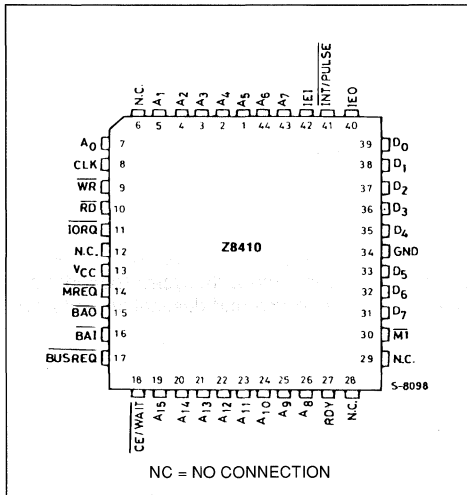 N.C. A1 A2 A3 A4 A5 A6 A7 IEI INT/PULSE IEO
6 5 4 3 2 1 44 43 42 41 40
A0 7 39 D0
CLK 8 38 D1
WR 9 37 D2
RD 10 36 D3
IORQ 11 35 D4
N.C. 12 Z8410 34 GND
VCC 13 33 D5
MREQ 14 32 D6
BAO 15 31 D7
BAI 16 30 M1
BUSREQ 17 29 N.C.
S-8098
18 19 20 21 22 23 24 25 26 27 28
CE/WAIT A15 A14 A13 A12 A11 A10 A9 A8 RDY N.C.
NC = NO CONNECTION